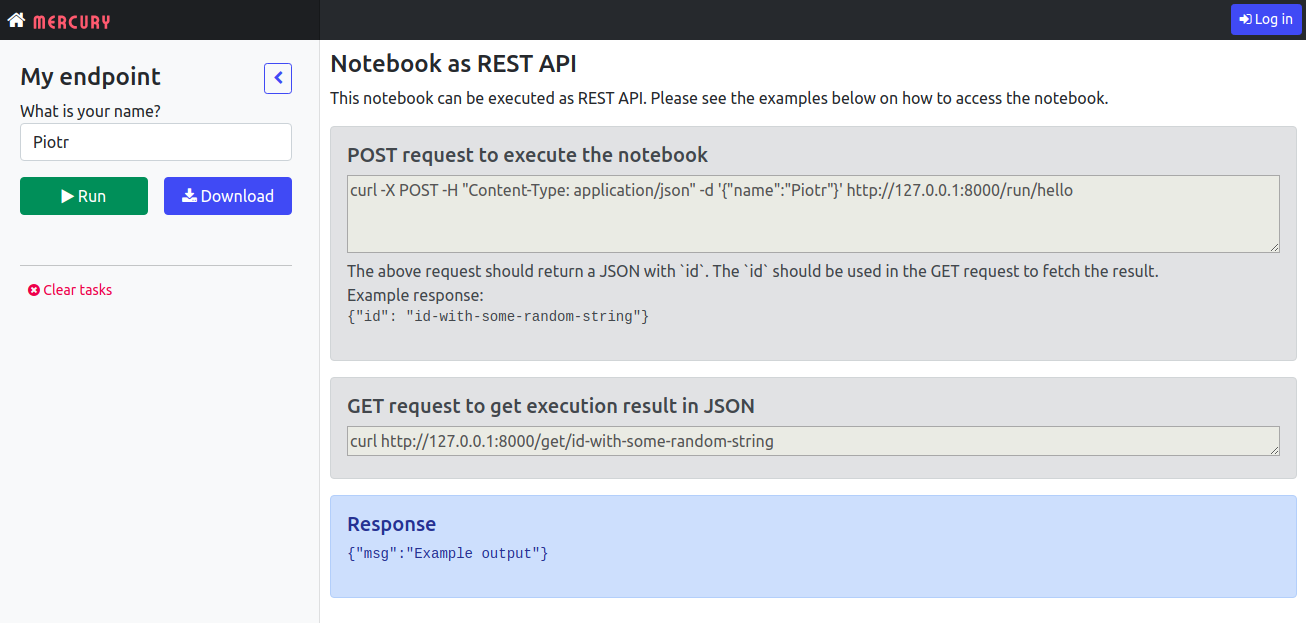 MERCURY
Log in
My endpoint
What is your name?
Piotr
Run
Download
Clear tasks
Notebook as REST API
This notebook can be executed as REST API. Please see the examples below on how to access the notebook.
POST request to execute the notebook
curl -X POST -H "Content-Type: application/json" -d '{"name":"Piotr"}' http://127.0.0.1:8000/run/hello
The above request should return a JSON with `id`. The `id` should be used in the GET request to fetch the result.
Example response:
{"id": "id-with-some-random-string"}
GET request to get execution result in JSON
curl http://127.0.0.1:8000/get/id-with-some-random-string
Response
{"msg":"Example output"}